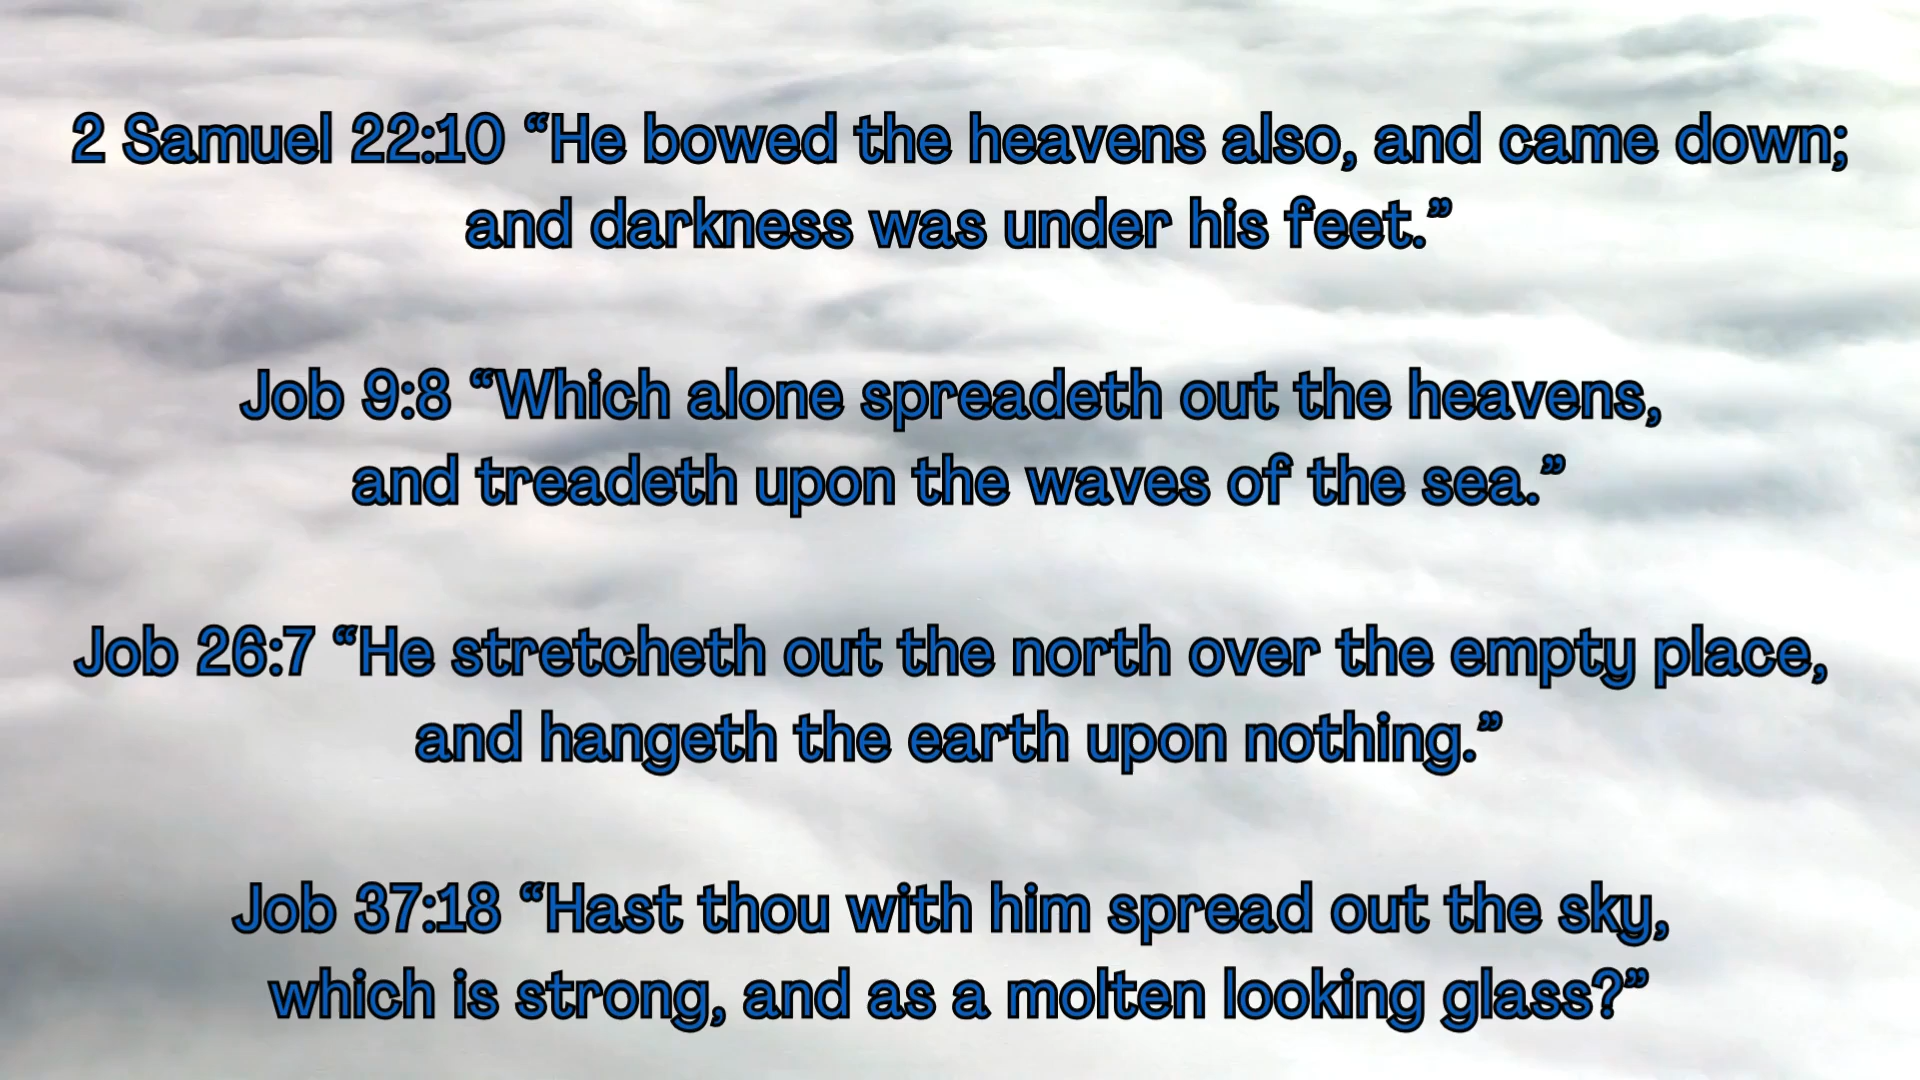 2 Samuel 22:10 “He bowed the heavens also, and came down;
and darkness was under his feet.”
Job 9:8 “Which alone spreadeth out the heavens,
and treadeth upon the waves of the sea.”
Job 26:7 “He stretcheth out the north over the empty place,
and hangeth the earth upon nothing.”
Job 37:18 “Hast thou with him spread out the sky,
which is strong, and as a molten looking glass?”